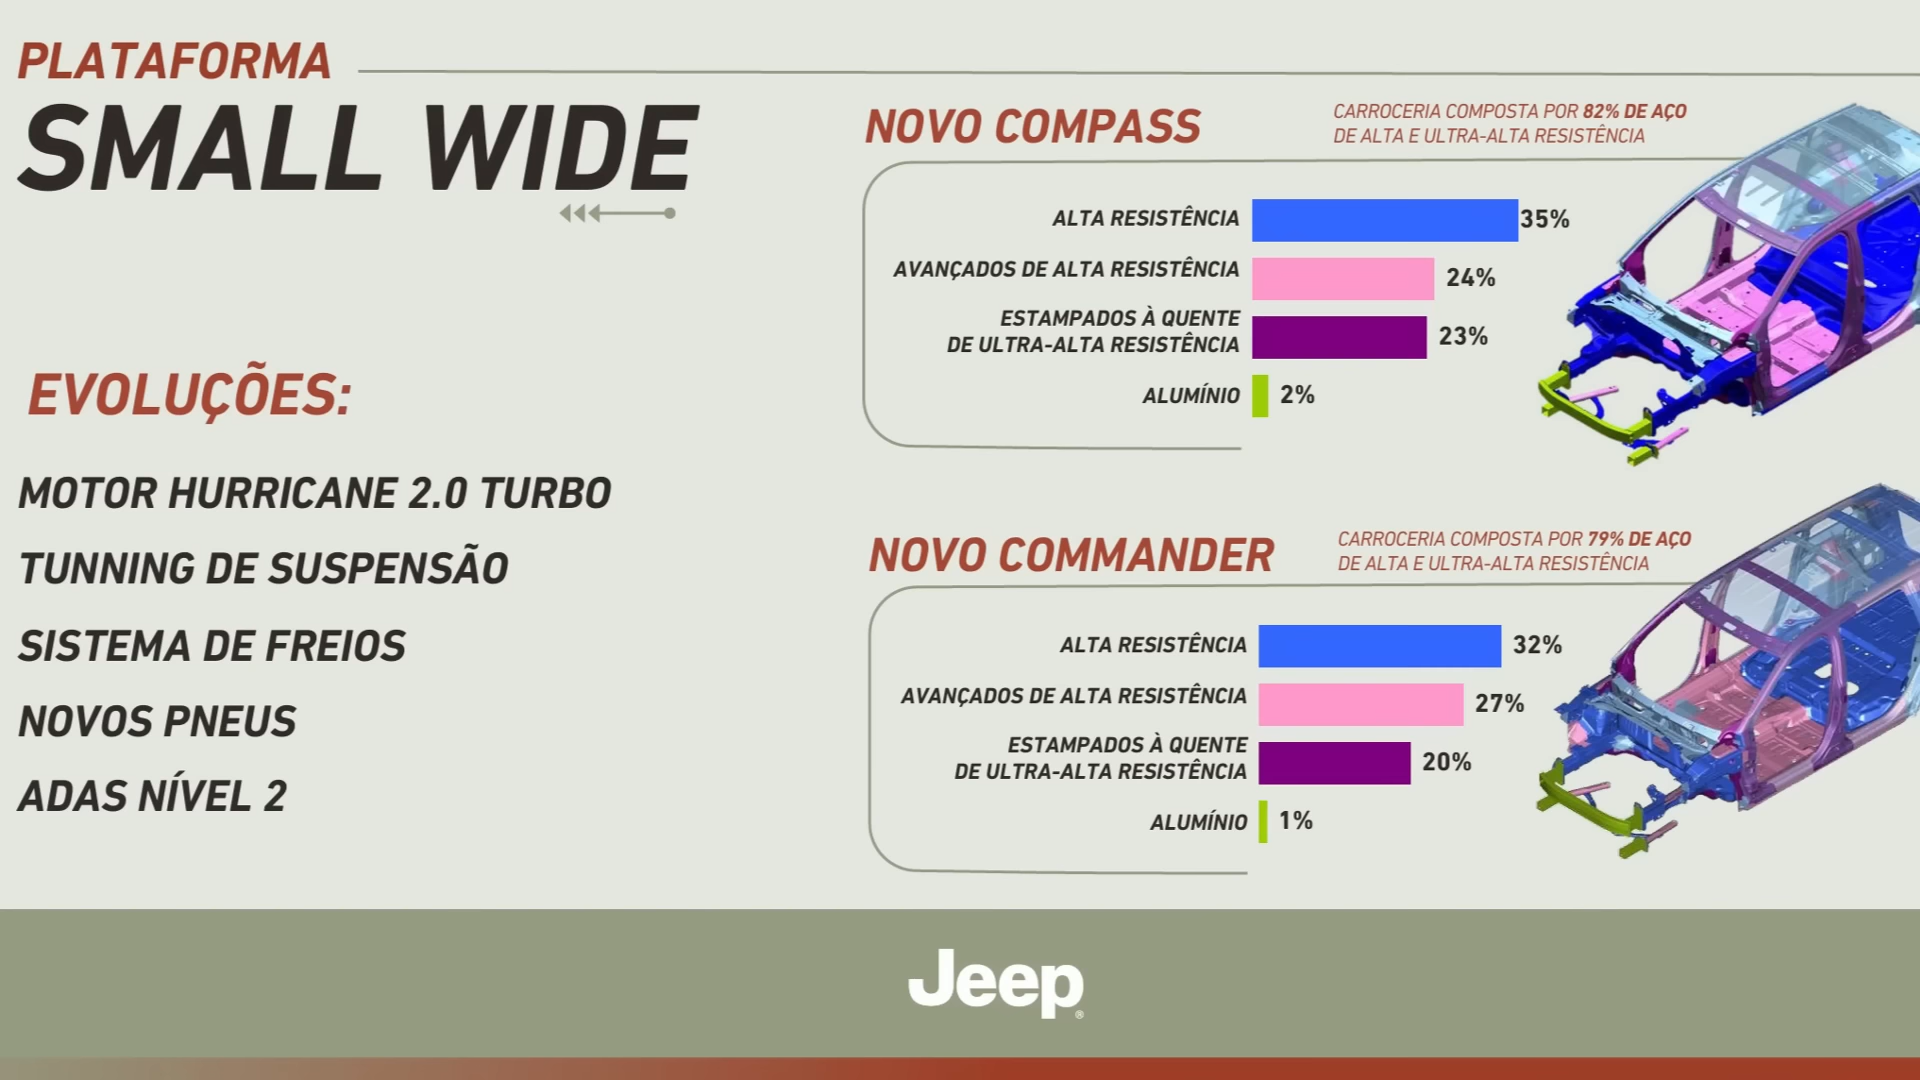 PLATAFORMA
SMALL WIDE
EVOLUÇÕES:
MOTOR HURRICANE 2.0 TURBO
TUNNING DE SUSPENSÃO
SISTEMA DE FREIOS
NOVOS PNEUS
ADAS NÍVEL 2
NOVO COMPASS
CARROCERIA COMPOSTA POR 82% DE AÇO
DE ALTA E ULTRA-ALTA RESISTÊNCIA
ALTA RESISTÊNCIA 35%
AVANÇADOS DE ALTA RESISTÊNCIA 24%
ESTAMPADOS À QUENTE
DE ULTRA-ALTA RESISTÊNCIA 23%
ALUMÍNIO 2%
NOVO COMMANDER
CARROCERIA COMPOSTA POR 79% DE AÇO
DE ALTA E ULTRA-ALTA RESISTÊNCIA
ALTA RESISTÊNCIA 32%
AVANÇADOS DE ALTA RESISTÊNCIA 27%
ESTAMPADOS À QUENTE
DE ULTRA-ALTA RESISTÊNCIA 20%
ALUMÍNIO 1%
Jeep®